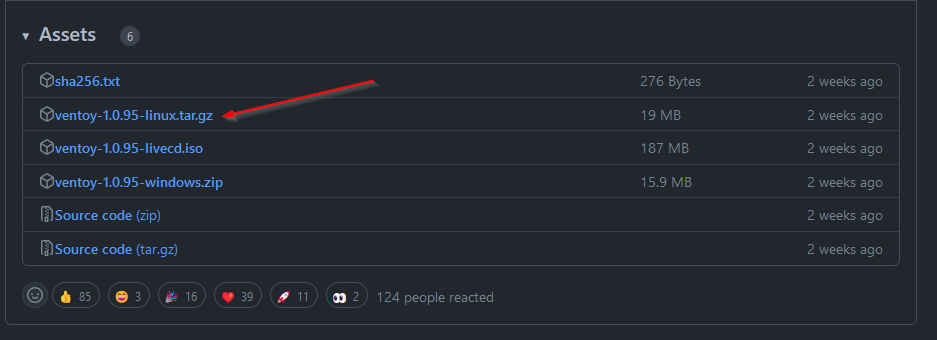 Assets 6
sha256.txt 276 Bytes 2 weeks ago
ventoy-1.0.95-linux.tar.gz 19 MB 2 weeks ago
ventoy-1.0.95-livecd.iso 187 MB 2 weeks ago
ventoy-1.0.95-windows.zip 15.9 MB 2 weeks ago
Source code (zip) 2 weeks ago
Source code (tar.gz) 2 weeks ago
85 3 16 39 11 2 124 people reacted